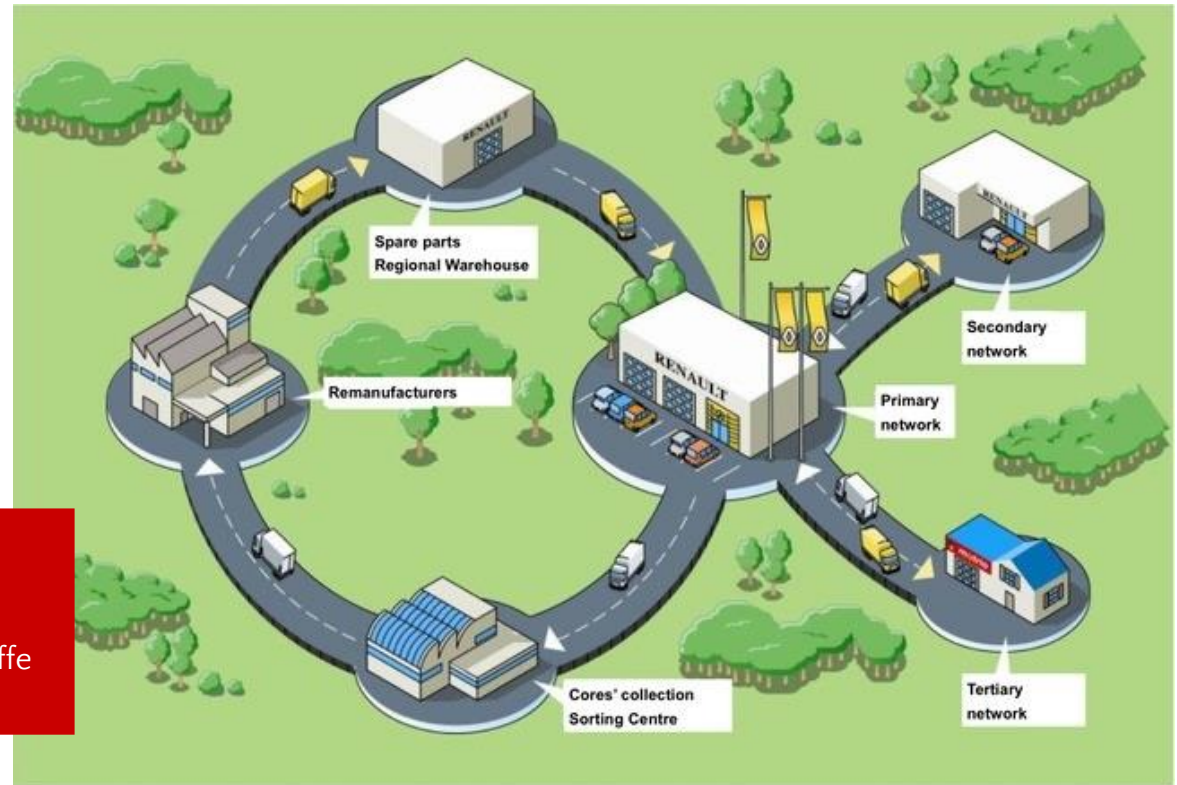 RENAULT
Spare parts
Regional Warehouse
RENAULT
Secondary
network
Remanufacturers
RENAULT
Primary
network
ffe
Cores' collection
Sorting Centre
Tertiary
network